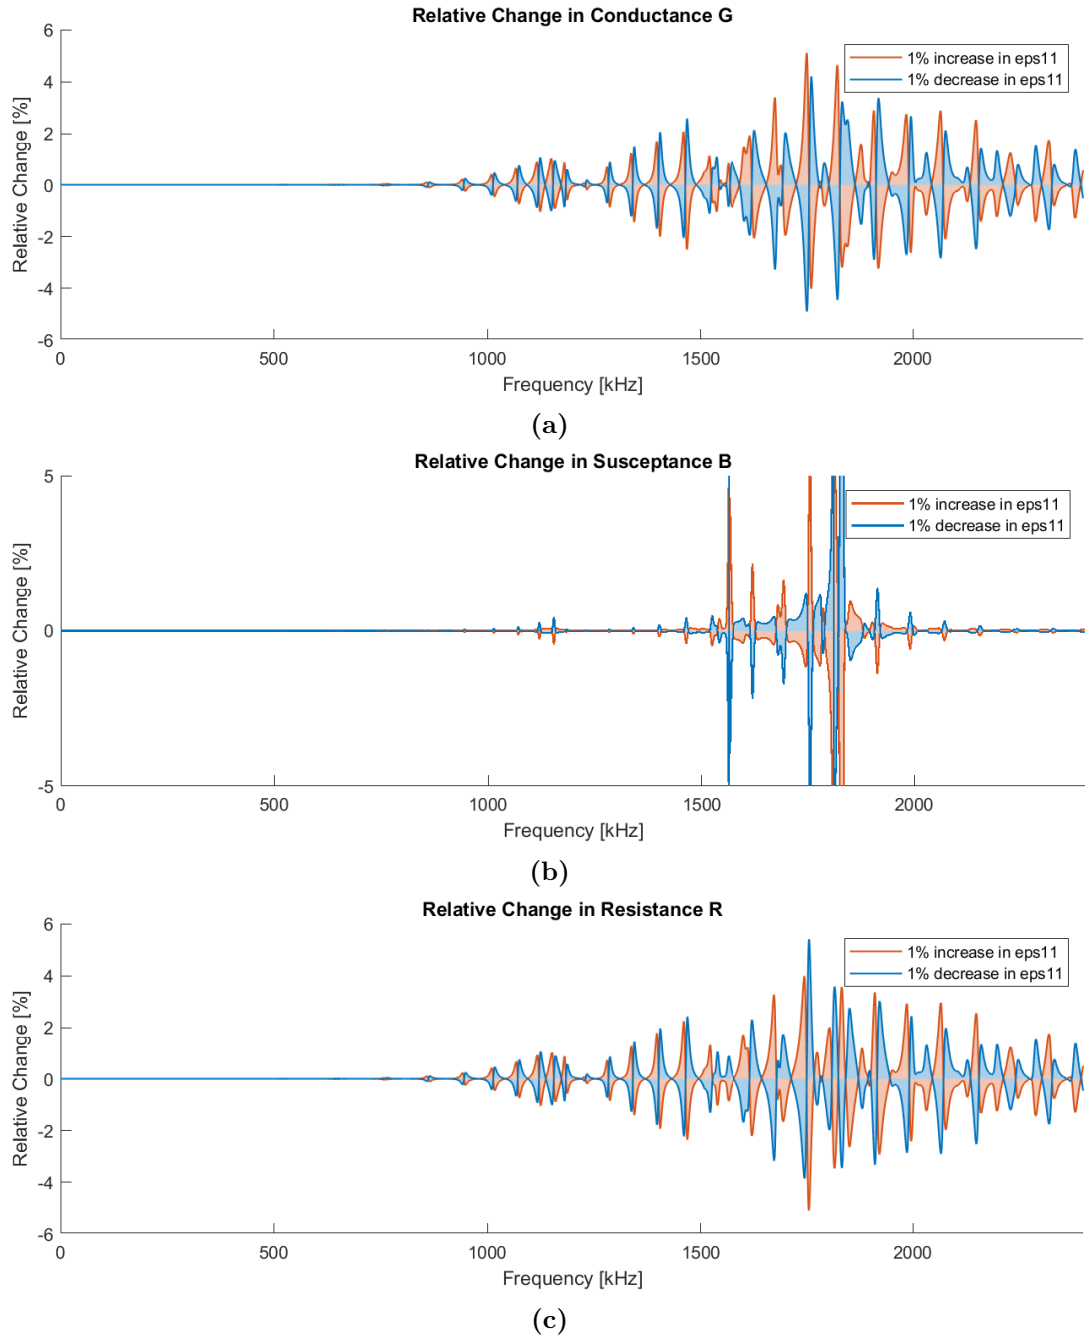 Relative Change in Conductance G
6
4
2
0
-2
-4
-6
Relative Change [%]
1% increase in eps11
1% decrease in eps11
0 500 1000 1500 2000
Frequency [kHz]
(a)
Relative Change in Susceptance B
5
0
-5
Relative Change [%]
1% increase in eps11
1% decrease in eps11
0 500 1000 1500 2000
Frequency [kHz]
(b)
Relative Change in Resistance R
6
4
2
0
-2
-4
-6
Relative Change [%]
1% increase in eps11
1% decrease in eps11
0 500 1000 1500 2000
Frequency [kHz]
(c)